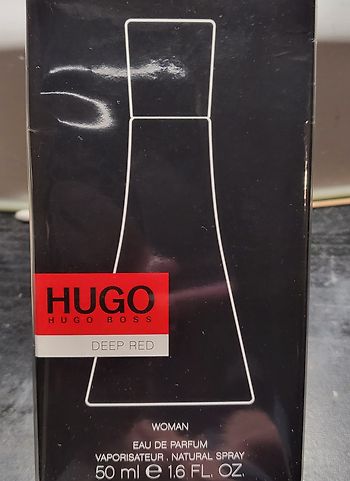 HUGO
HUGO BOSS
DEEP RED
WOMAN
EAU DE PARFUM
VAPORISATEUR . NATURAL SPRAY
50 ml ℮ 1.6 FL. OZ.